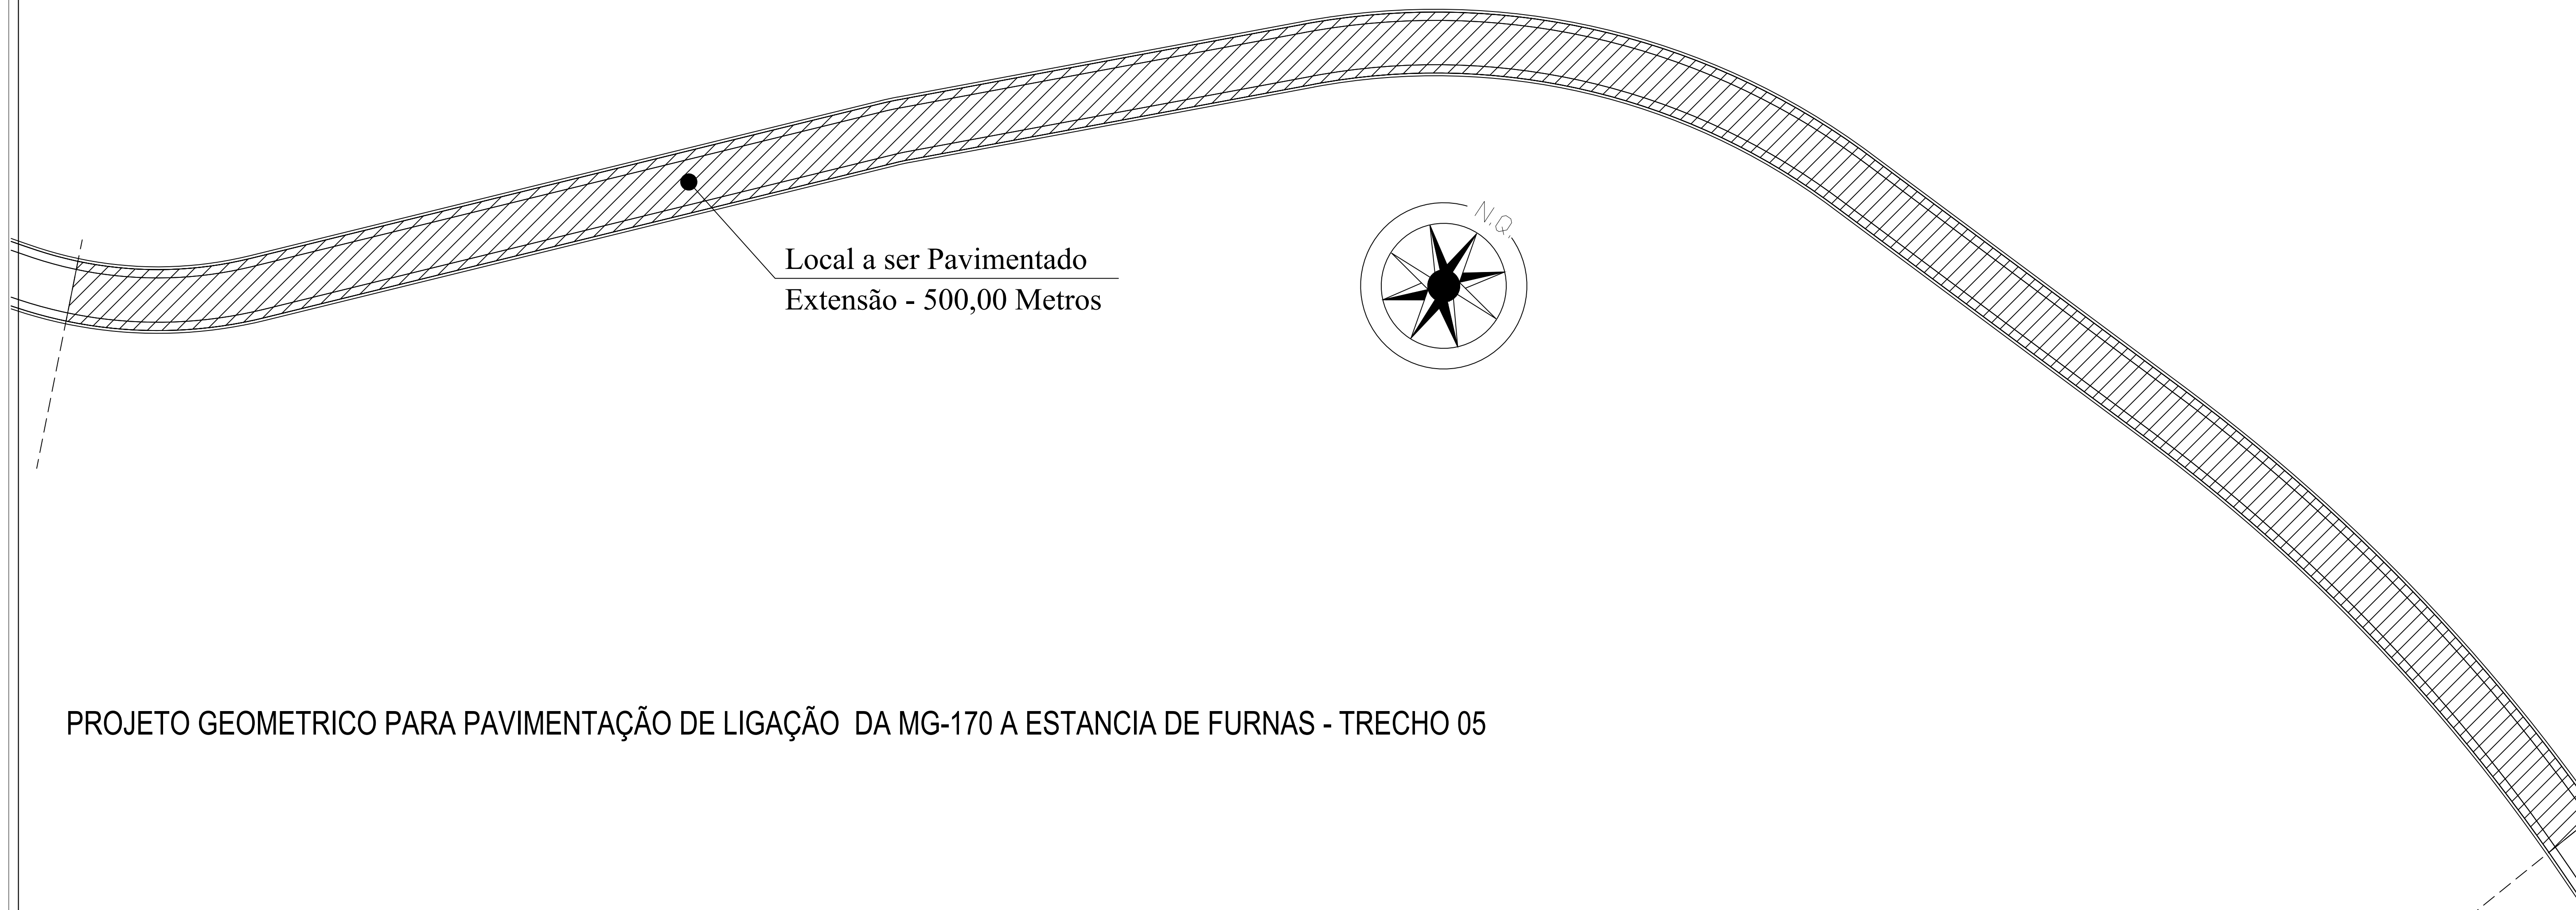 N.Q.
Local a ser Pavimentado
Extensão - 500,00 Metros
PROJETO GEOMETRICO PARA PAVIMENTAÇÃO DE LIGAÇÃO DA MG-170 A ESTANCIA DE FURNAS - TRECHO 05